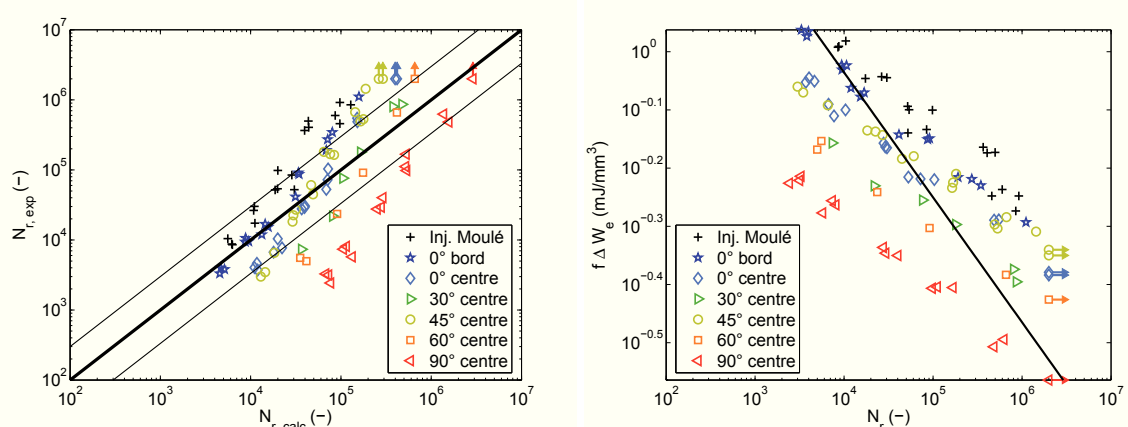 10^7
10^6
10^5
10^4
10^3
10^2
N_{r, exp} (−)
Inj. Moulé
0° bord
0° centre
30° centre
45° centre
60° centre
90° centre
10^2 10^3 10^4 10^5 10^6 10^7
N_{r, calc} (−)
10^0
10^{−0.1}
10^{−0.2}
10^{−0.3}
10^{−0.4}
10^{−0.5}
f Δ W_e (mJ/mm^3)
Inj. Moulé
0° bord
0° centre
30° centre
45° centre
60° centre
90° centre
10^2 10^3 10^4 10^5 10^6 10^7
N_r (−)